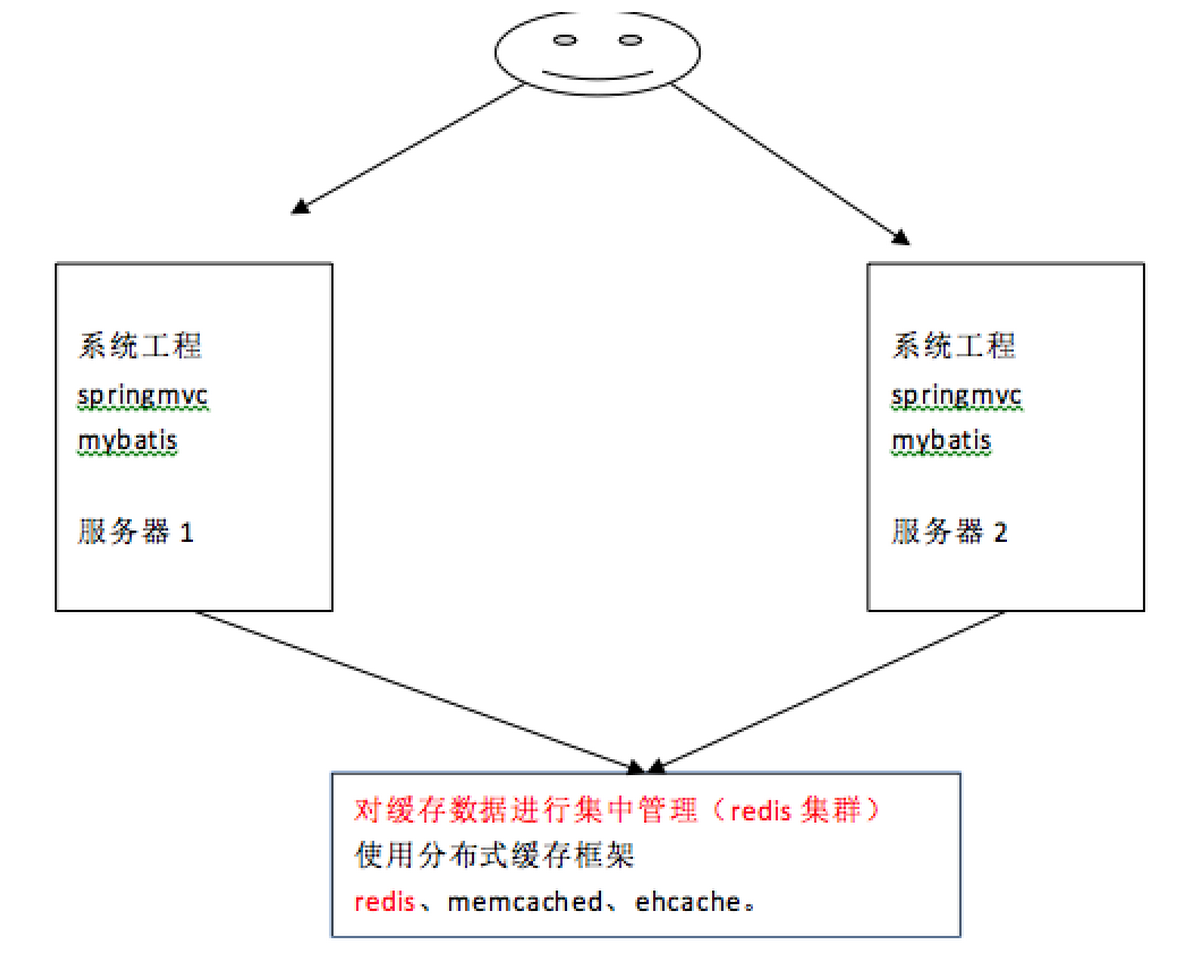 系统工程
springmvc
mybatis
服务器 1
系统工程
springmvc
mybatis
服务器 2
对缓存数据进行集中管理（redis 集群）
使用分布式缓存框架
redis、memcached、ehcache。